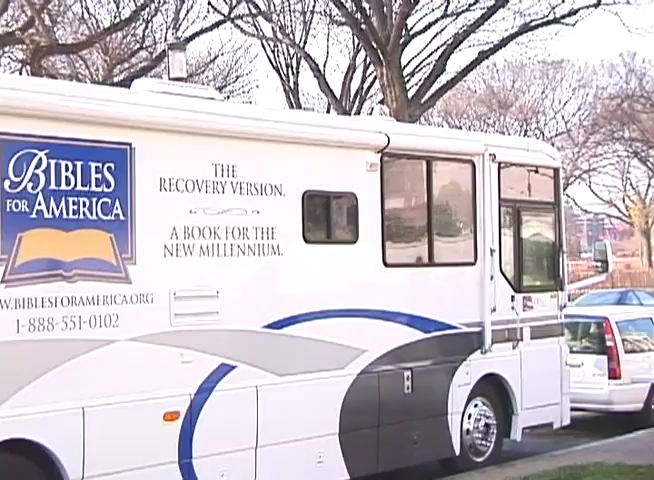 BIBLES
FOR AMERICA
THE
RECOVERY VERSION.
A BOOK FOR THE
NEW MILLENNIUM.
W.BIBLESFORAMERICA.ORG
1-888-551-0102